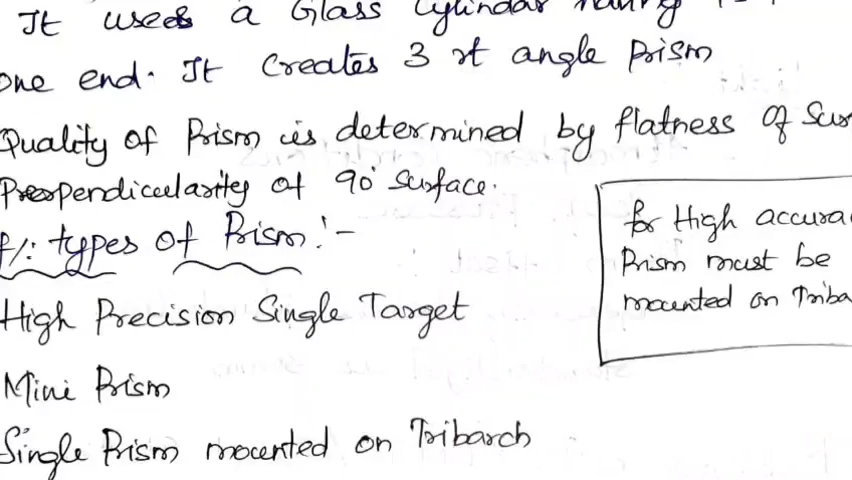 It uses a Glass Cylindar having
one end. It Creates 3 rt angle Prism
Quality of Prism is determined by flatness of Sur
Perpendicularity of 90° Surface.
types of Prism:-
for High accura
Prism must be
mounted on Triba
High Precision Single Target
Mini Prism
Single Prism mounted on Tribarch